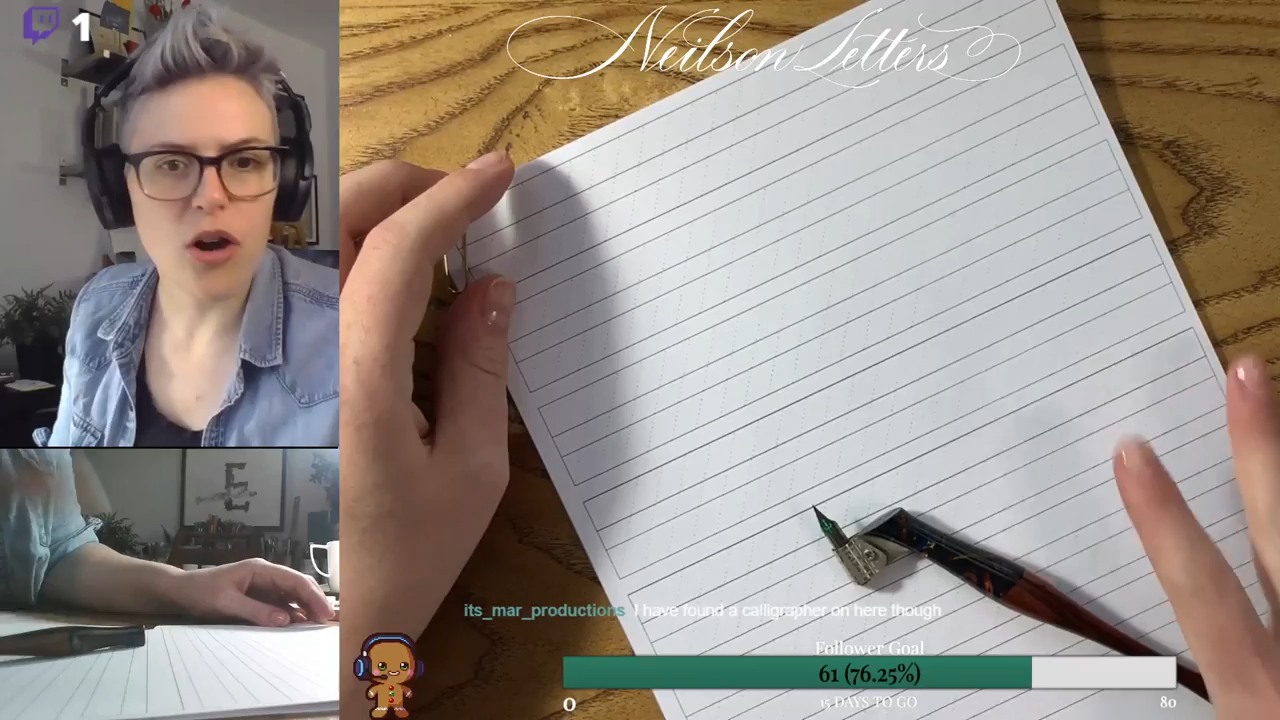 1
Neilson Letters
its_mar_productions I have found a calligrapher on here though
Follower Goal
61 (76.25%)
0
15 DAYS TO GO
80
E